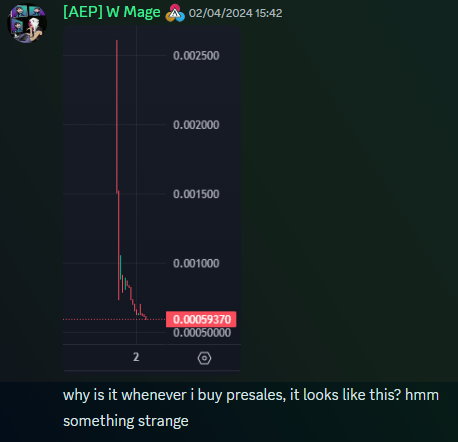 [AEP] W Mage 02/04/2024 15:42
0.002500
0.002000
0.001500
0.001000
0.00059370
0.00050000
2
why is it whenever i buy presales, it looks like this? hmm
something strange